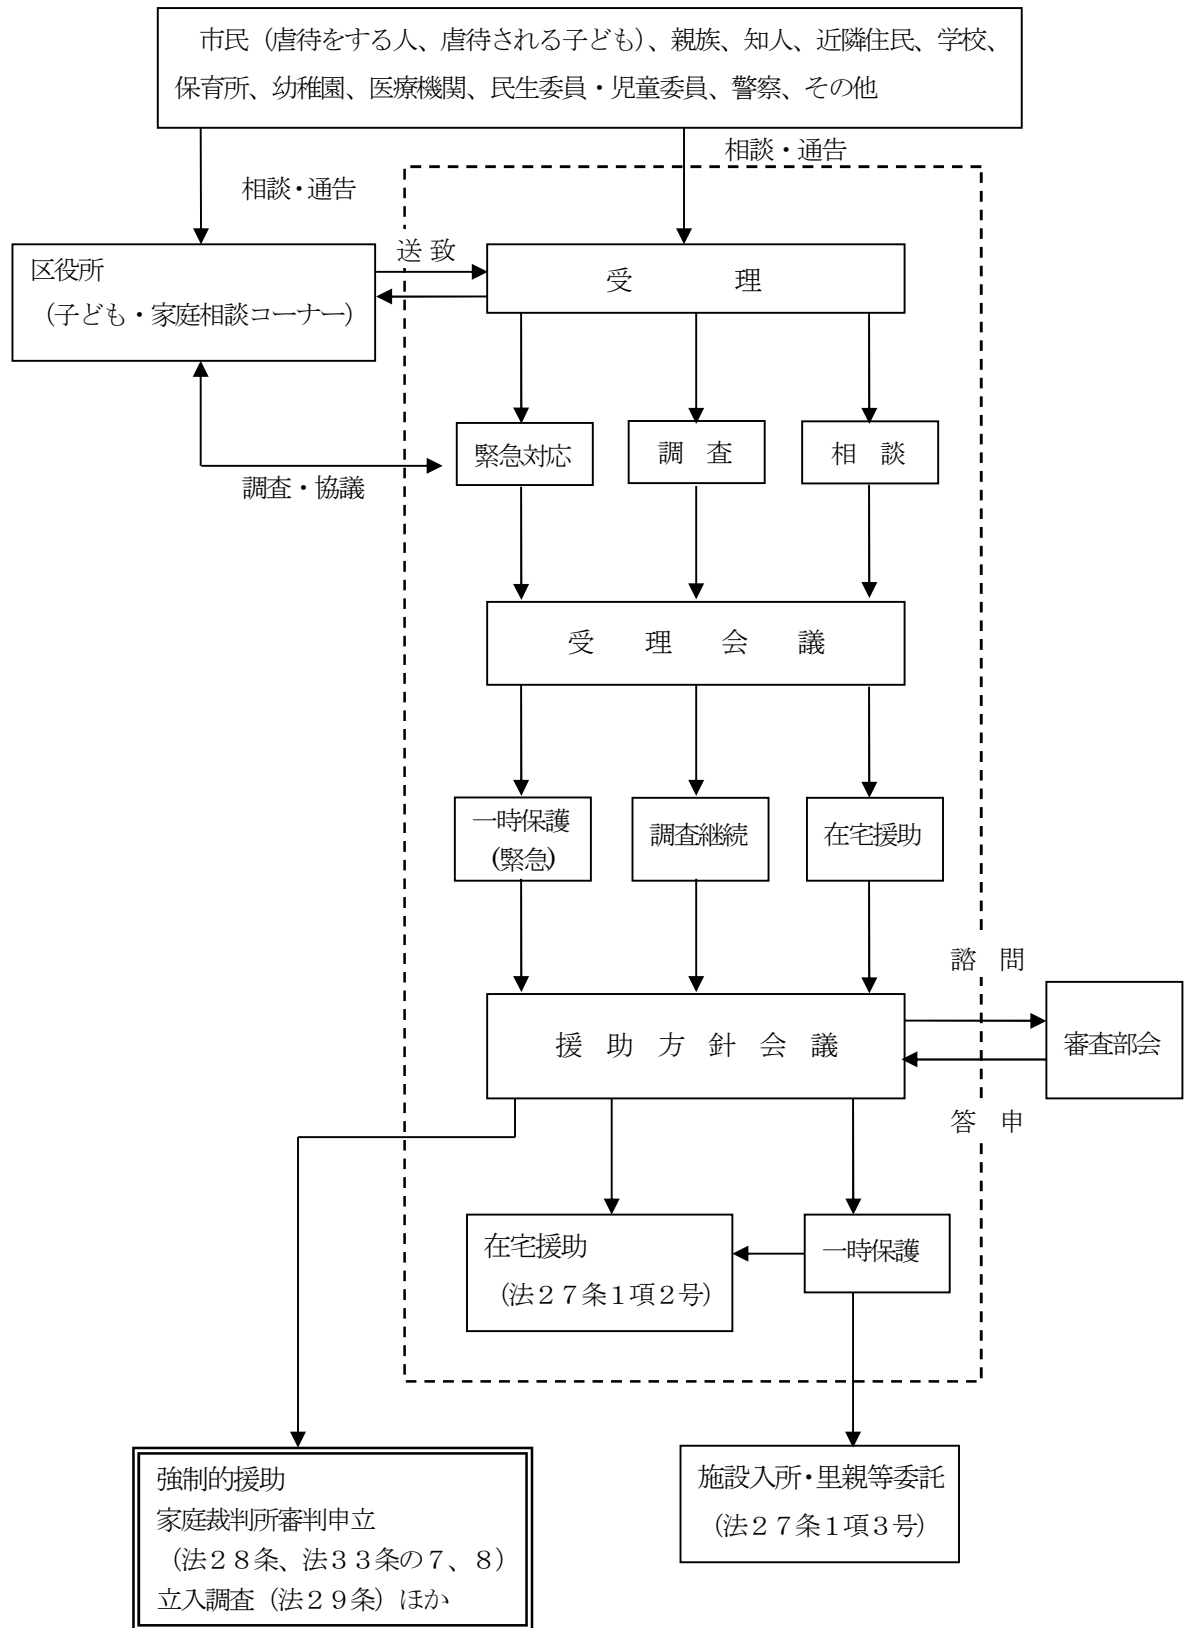 市民（虐待をする人、虐待される子ども）、親族、知人、近隣住民、学校、
保育所、幼稚園、医療機関、民生委員・児童委員、警察、その他
相談・通告
相談・通告
送 致
区役所
（子ども・家庭相談コーナー）
受　　　理
緊急対応
調　査
相　談
調査・協議
受　理　会　議
一時保護
(緊急)
調査継続
在宅援助
諮　問
援　助　方　針　会　議
審査部会
答　申
在宅援助
（法２７条１項２号）
一時保護
強制的援助
家庭裁判所審判申立
（法２８条、法３３条の７、８）
立入調査（法２９条）ほか
施設入所・里親等委託
（法２７条１項３号）